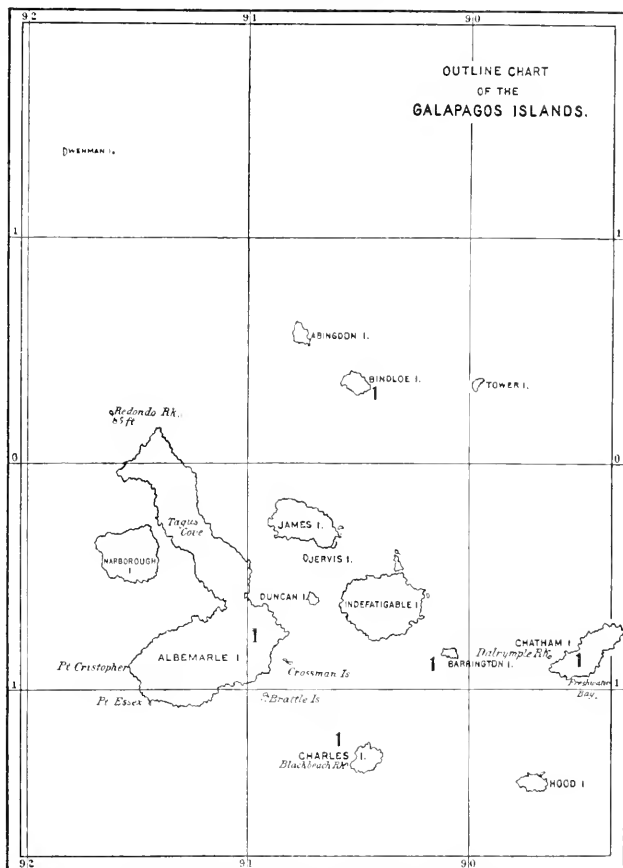 92
91
90
OUTLINE CHART
OF THE
GALAPAGOS ISLANDS.
WENMAN I.
1
1
ABINGDON I.
BINDLOE I.
1
TOWER I.
Redondo Rk.
85 ft
0
0
Tagus
Cove
JAMES I.
NARBOROUGH
I
JERVIS I.
DUNCAN I.
INDEFATIGABLE I
1
CHATHAM I
Dalrymple Rk.
1
1
BARRINGTON I.
ALBEMARLE I
Pt Cristopher
Crossman Is
Freshwater
Bay.
1
1
Pt Essex
Brattle Is
1
CHARLES I.
Blackbeach Rk.
HOOD I
92
91
90